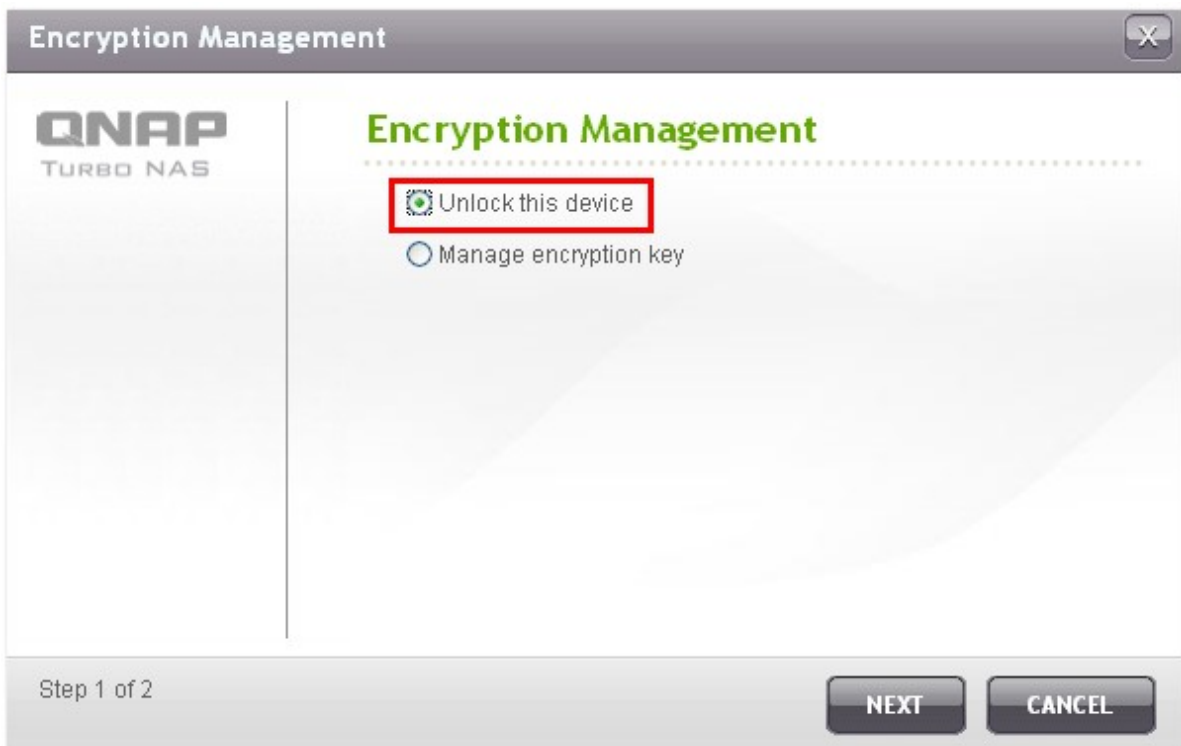 Encryption Management
X
QNAP
TURBO NAS
Encryption Management
Unlock this device
Manage encryption key
Step 1 of 2
NEXT
CANCEL